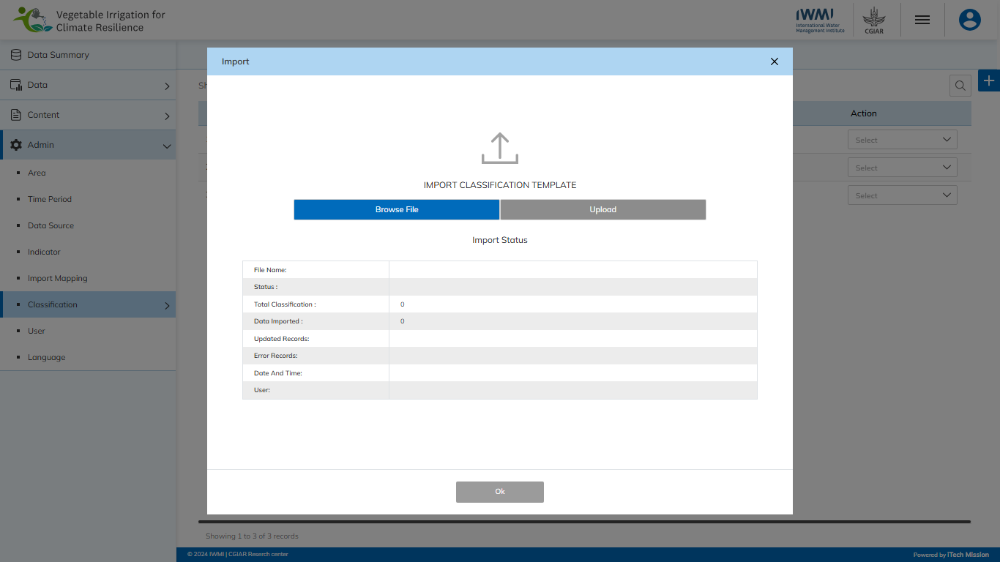 Vegetable Irrigation for
Climate Resilience
IWMI
International Water
Management Institute
CGIAR
Data Summary
Data
Content
Admin
Area
Time Period
Data Source
Indicator
Import Mapping
Classification
User
Language
Import
Action
Select
Select
Select
IMPORT CLASSIFICATION TEMPLATE
Browse File
Upload
Import Status
File Name:
Status :
Total Classification : 0
Data Imported : 0
Updated Records:
Error Records:
Date And Time:
User:
Ok
Showing 1 to 3 of 3 records
© 2024 IWMI | CGIAR Reserch center
Powered by iTech Mission